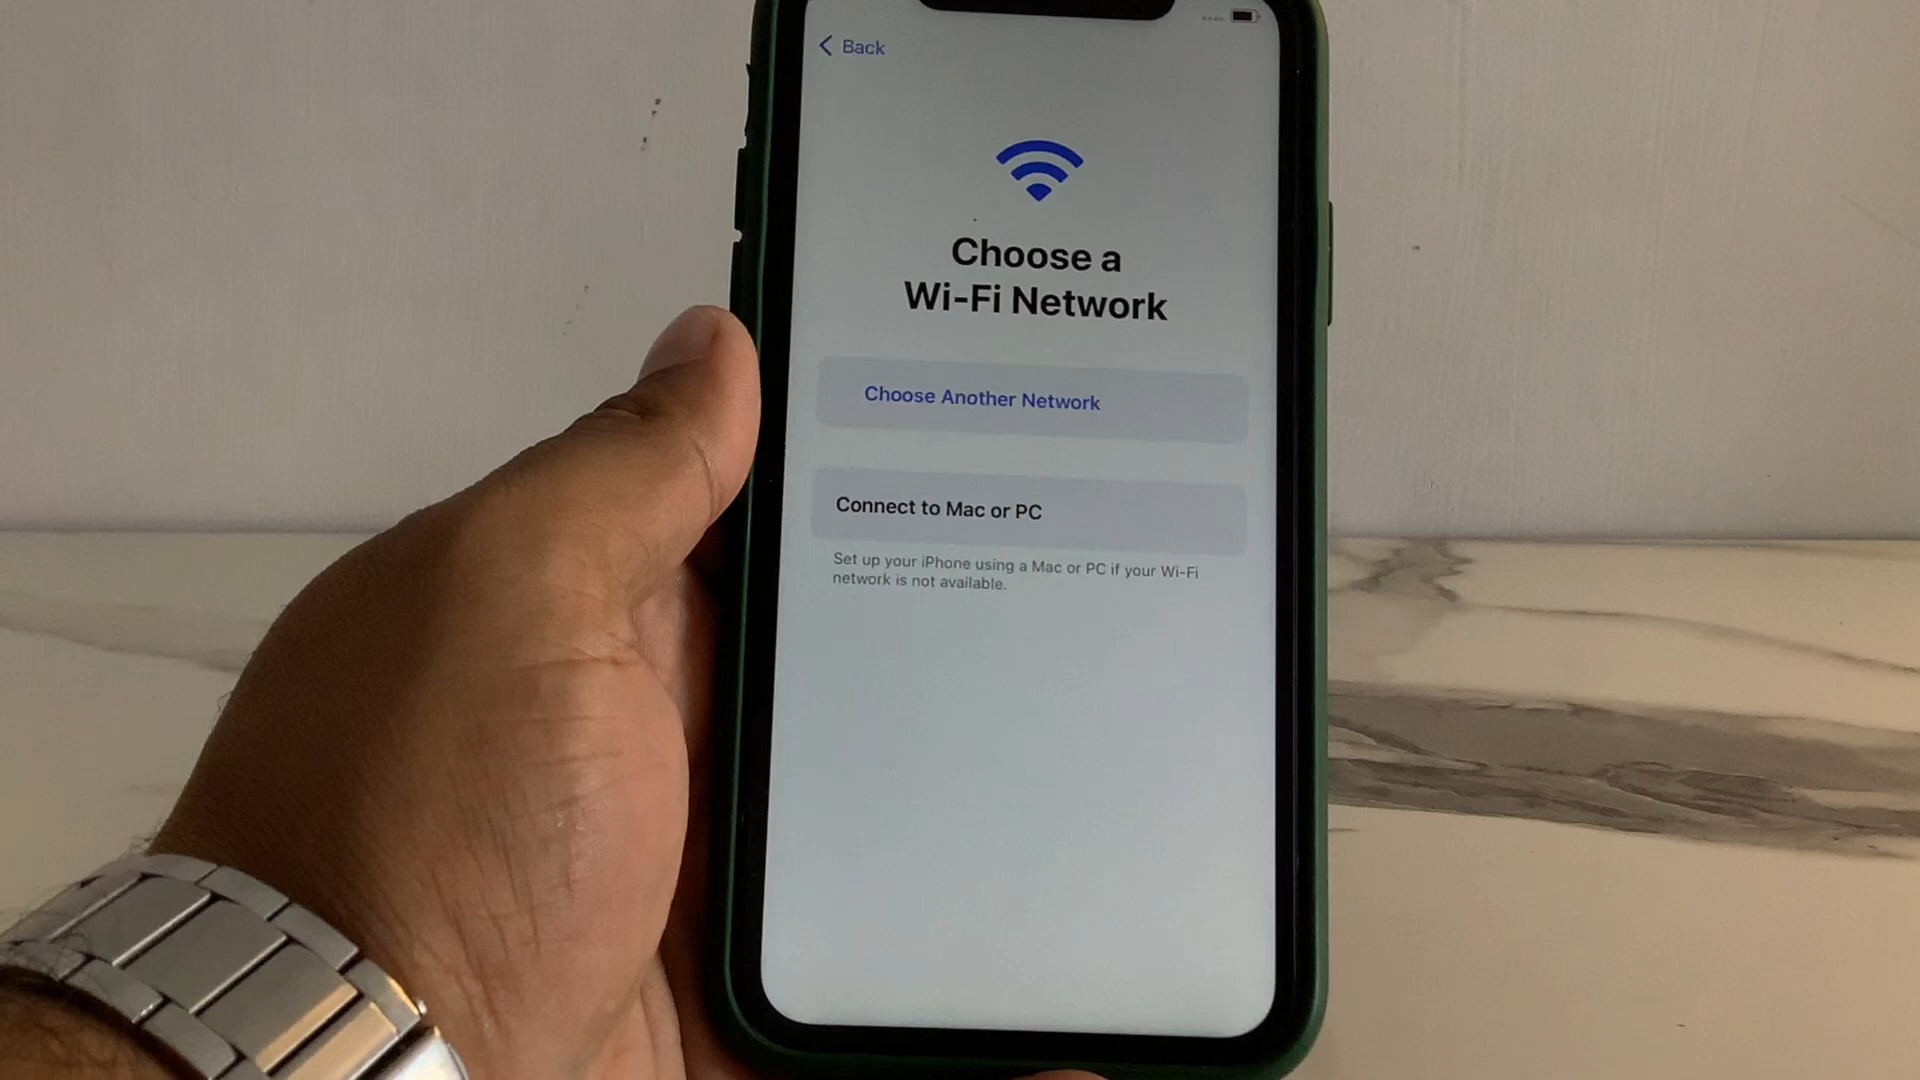 Back
Choose a
Wi-Fi Network
Choose Another Network
Connect to Mac or PC
Set up your iPhone using a Mac or PC if your Wi-Fi
network is not available.